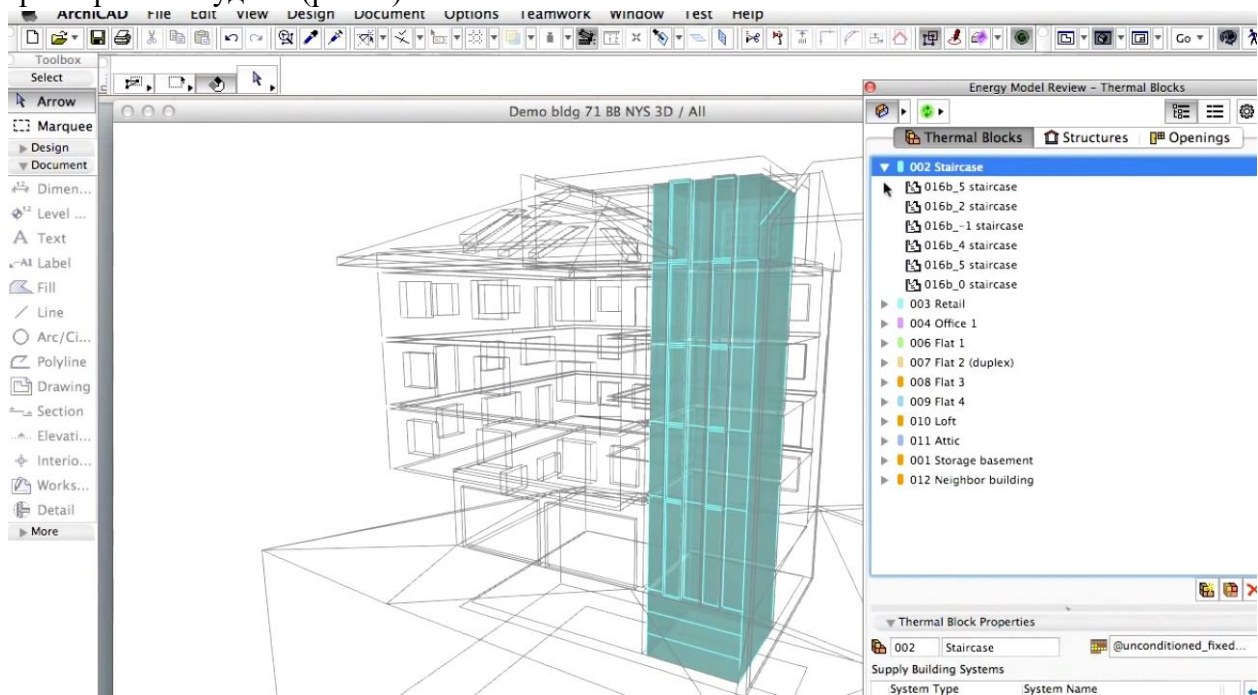 ArchiCAD File Edit View Design Document Options Teamwork Window Test Help
Go
Toolbox
Select
Arrow
Marquee
Design
Document
Dimen...
Level ...
Text
Label
Fill
Line
Arc/Ci...
Polyline
Drawing
Section
Elevati...
Interio...
Works...
Detail
More
Demo bldg 71 BB NYS 3D / All
Energy Model Review – Thermal Blocks
Thermal Blocks Structures Openings
002 Staircase
016b_5 staircase
016b_2 staircase
016b_-1 staircase
016b_4 staircase
016b_5 staircase
016b_0 staircase
003 Retail
004 Office 1
006 Flat 1
007 Flat 2 (duplex)
008 Flat 3
009 Flat 4
010 Loft
011 Attic
001 Storage basement
012 Neighbor building
Thermal Block Properties
002 Staircase @unconditioned_fixed...
Supply Building Systems
System Type System Name